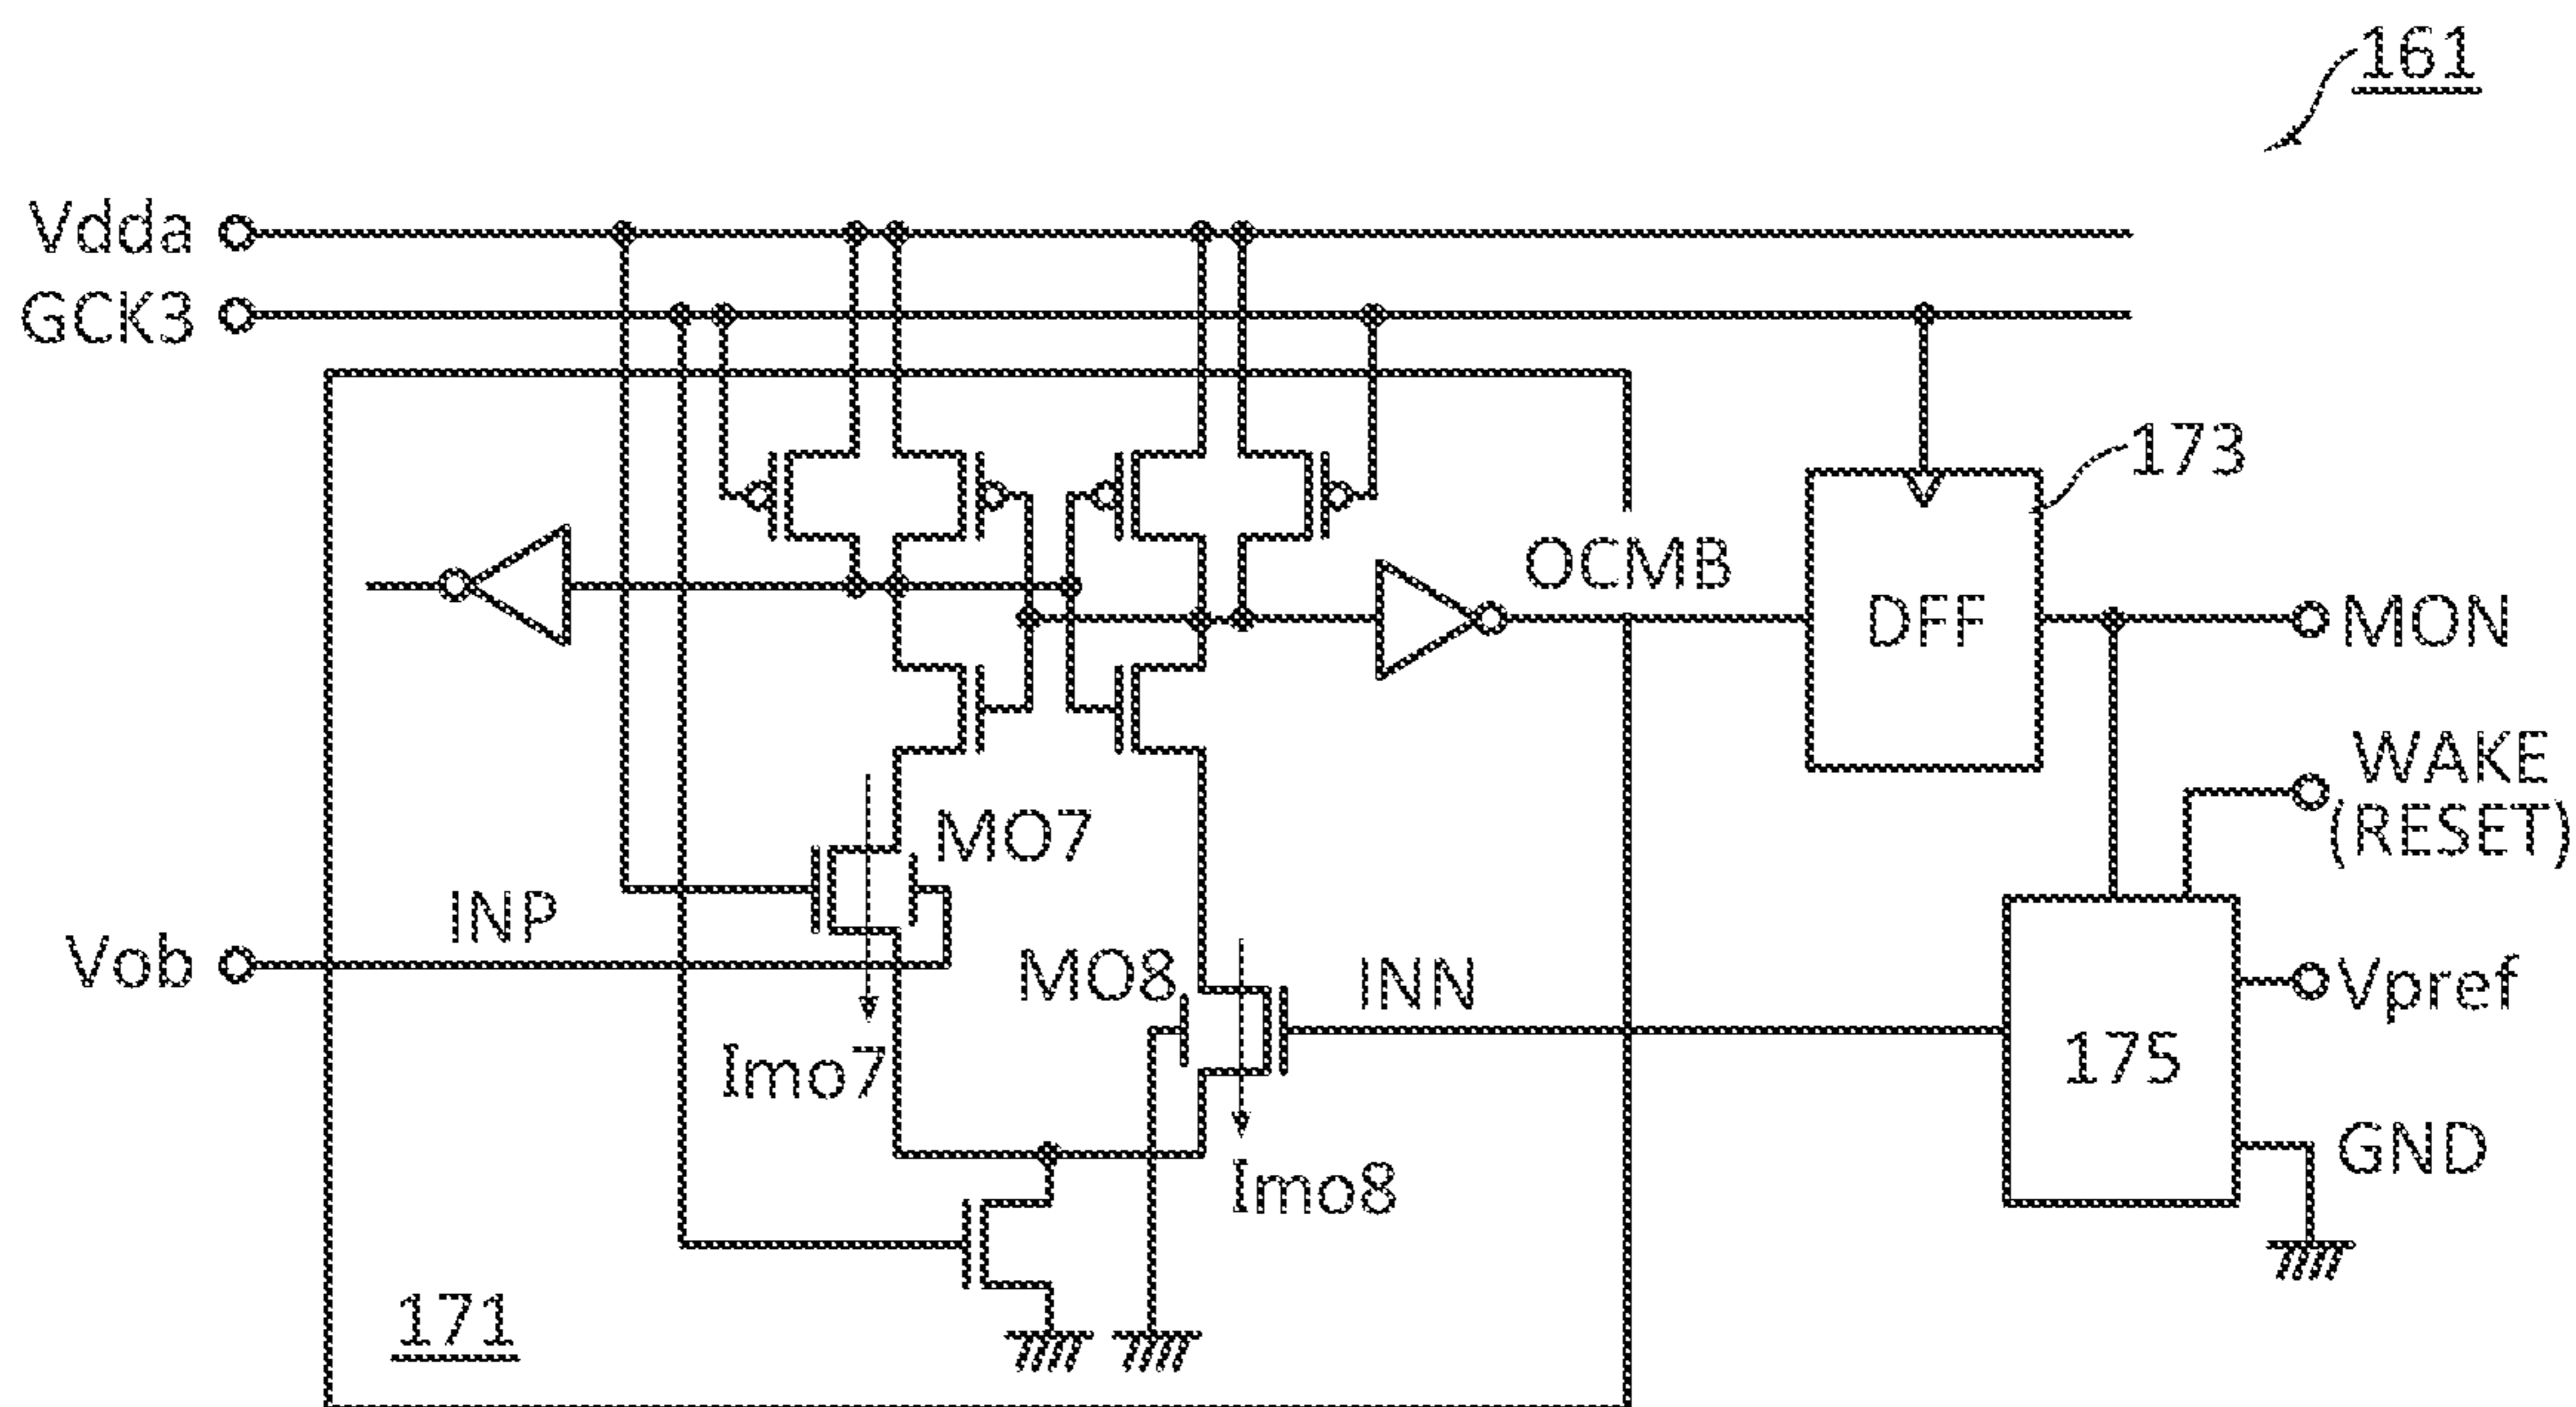 161
Vdda
GCK3
173
OCMB
DFF
MON
WAKE
(RESET)
MO7
INP
Vob
MO8
INN
Vpref
Imo7
175
GND
Imo8
171